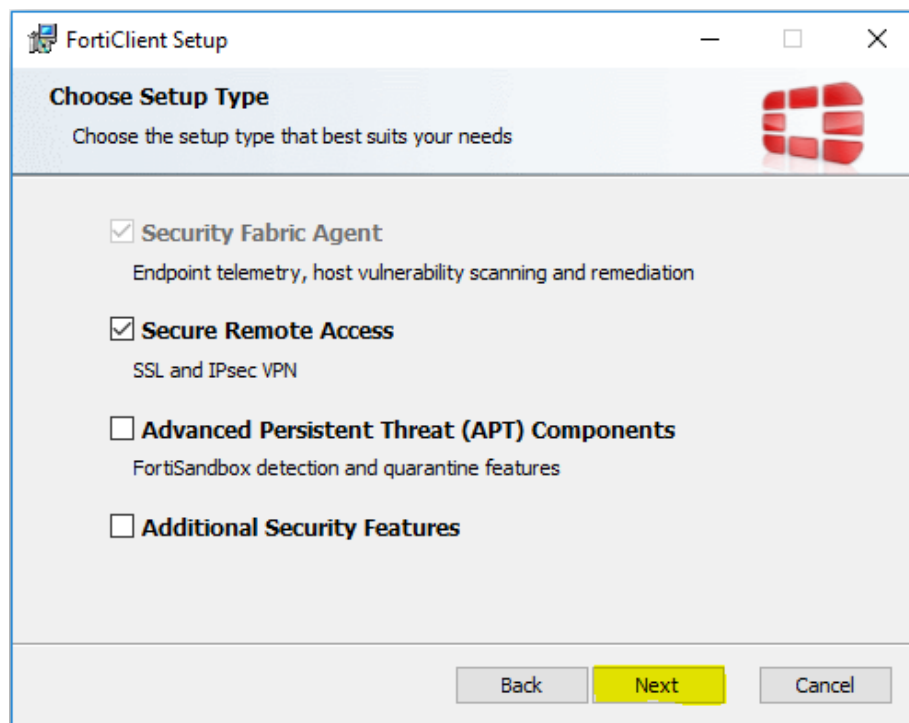 FortiClient Setup
Choose Setup Type
Choose the setup type that best suits your needs
Security Fabric Agent
Endpoint telemetry, host vulnerability scanning and remediation
Secure Remote Access
SSL and IPsec VPN
Advanced Persistent Threat (APT) Components
FortiSandbox detection and quarantine features
Additional Security Features
Back Next Cancel